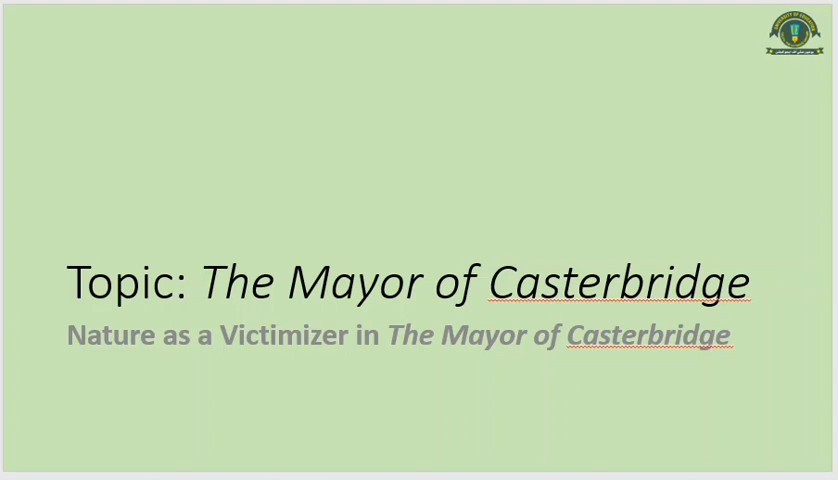 Topic: The Mayor of Casterbridge
Nature as a Victimizer in The Mayor of Casterbridge